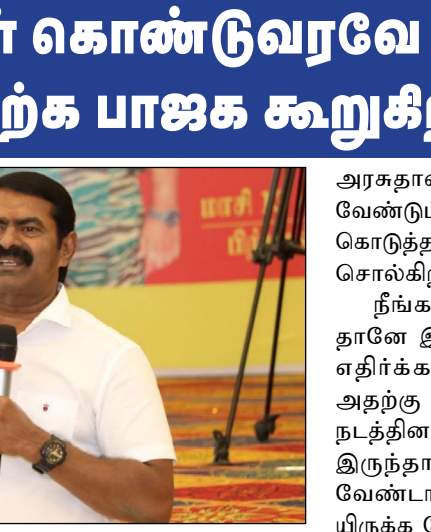 கொண்டுவரவே
ற்க பாஜக கூறுகி
மாசி
அரசுதா
வேண்டு
கொடுத்த
சொல்கி
நீங்க
தானே இ
எதிர்க்க
அதற்கு
நடத்தின
இருந்தா
வேண்டா
யிருக்க